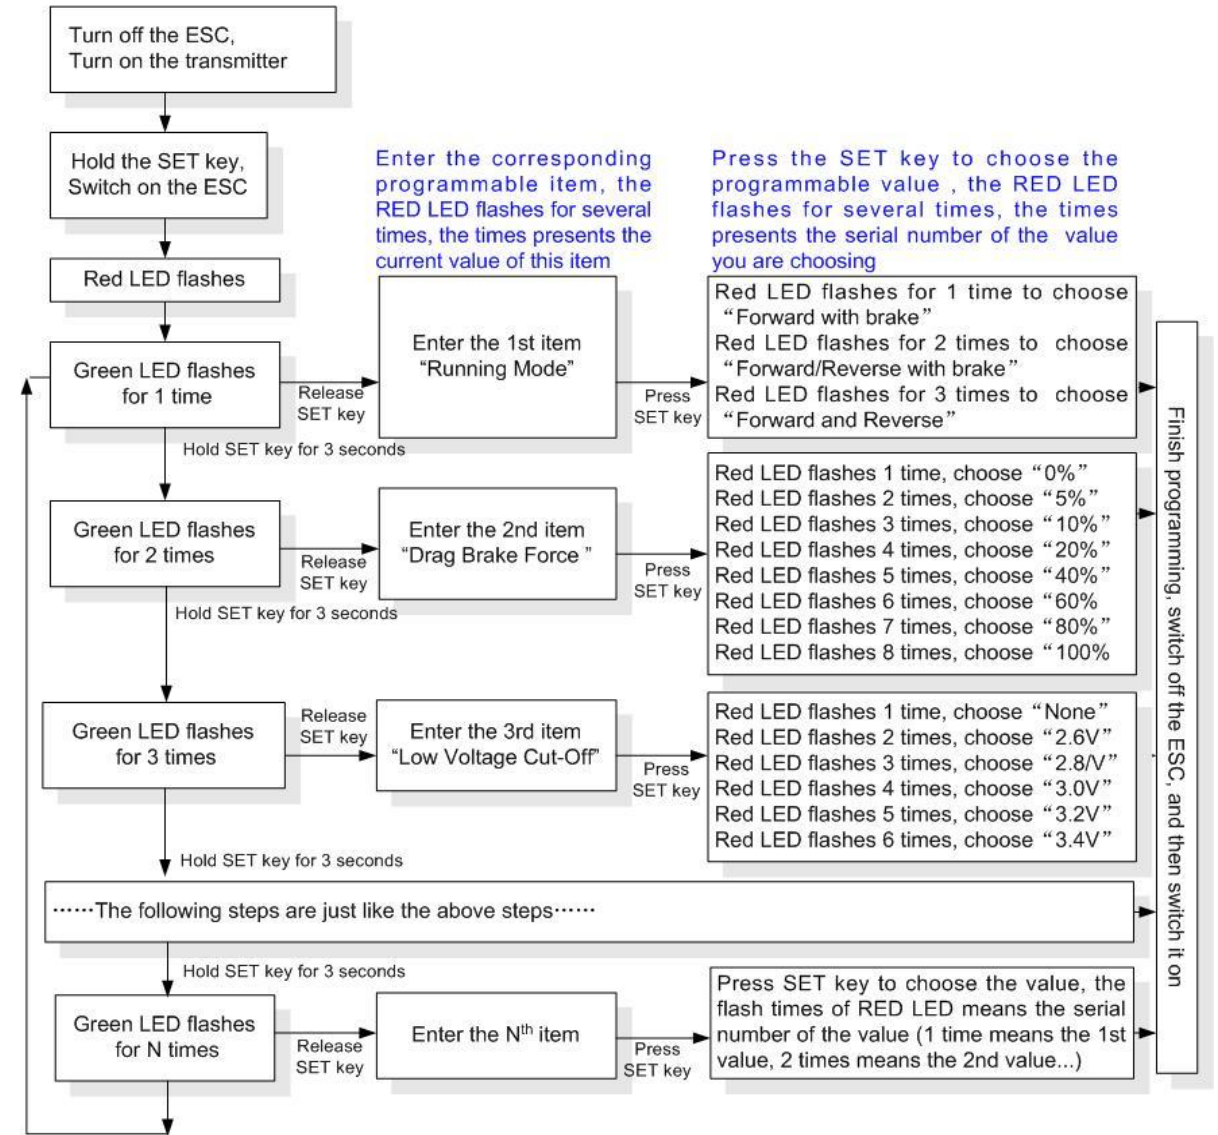 Turn off the ESC,
Turn on the transmitter
Hold the SET key,
Switch on the ESC
Red LED flashes
Enter the corresponding
programmable item, the
RED LED flashes for several
times, the times presents the
current value of this item
Press the SET key to choose the
programmable value , the RED LED
flashes for several times, the times
presents the serial number of the value
you are choosing
Green LED flashes
for 1 time
Release
SET key
Enter the 1st item
“Running Mode”
Press
SET key
Red LED flashes for 1 time to choose
“Forward with brake”
Red LED flashes for 2 times to choose
“Forward/Reverse with brake”
Red LED flashes for 3 times to choose
“Forward and Reverse”
Hold SET key for 3 seconds
Green LED flashes
for 2 times
Release
SET key
Enter the 2nd item
“Drag Brake Force ”
Press
SET key
Red LED flashes 1 time, choose “0%”
Red LED flashes 2 times, choose “5%”
Red LED flashes 3 times, choose “10%”
Red LED flashes 4 times, choose “20%”
Red LED flashes 5 times, choose “40%”
Red LED flashes 6 times, choose “60%
Red LED flashes 7 times, choose “80%”
Red LED flashes 8 times, choose “100%
Hold SET key for 3 seconds
Green LED flashes
for 3 times
Release
SET key
Enter the 3rd item
“Low Voltage Cut-Off”
Press
SET key
Red LED flashes 1 time, choose “None”
Red LED flashes 2 times, choose “2.6V”
Red LED flashes 3 times, choose “2.8/V”
Red LED flashes 4 times, choose “3.0V”
Red LED flashes 5 times, choose “3.2V”
Red LED flashes 6 times, choose “3.4V”
Hold SET key for 3 seconds
······The following steps are just like the above steps······
Hold SET key for 3 seconds
Green LED flashes
for N times
Release
SET key
Enter the Nth item
Press
SET key
Press SET key to choose the value, the
flash times of RED LED means the serial
number of the value (1 time means the 1st
value, 2 times means the 2nd value...)
Finish programming, switch off the ESC, and then switch it on